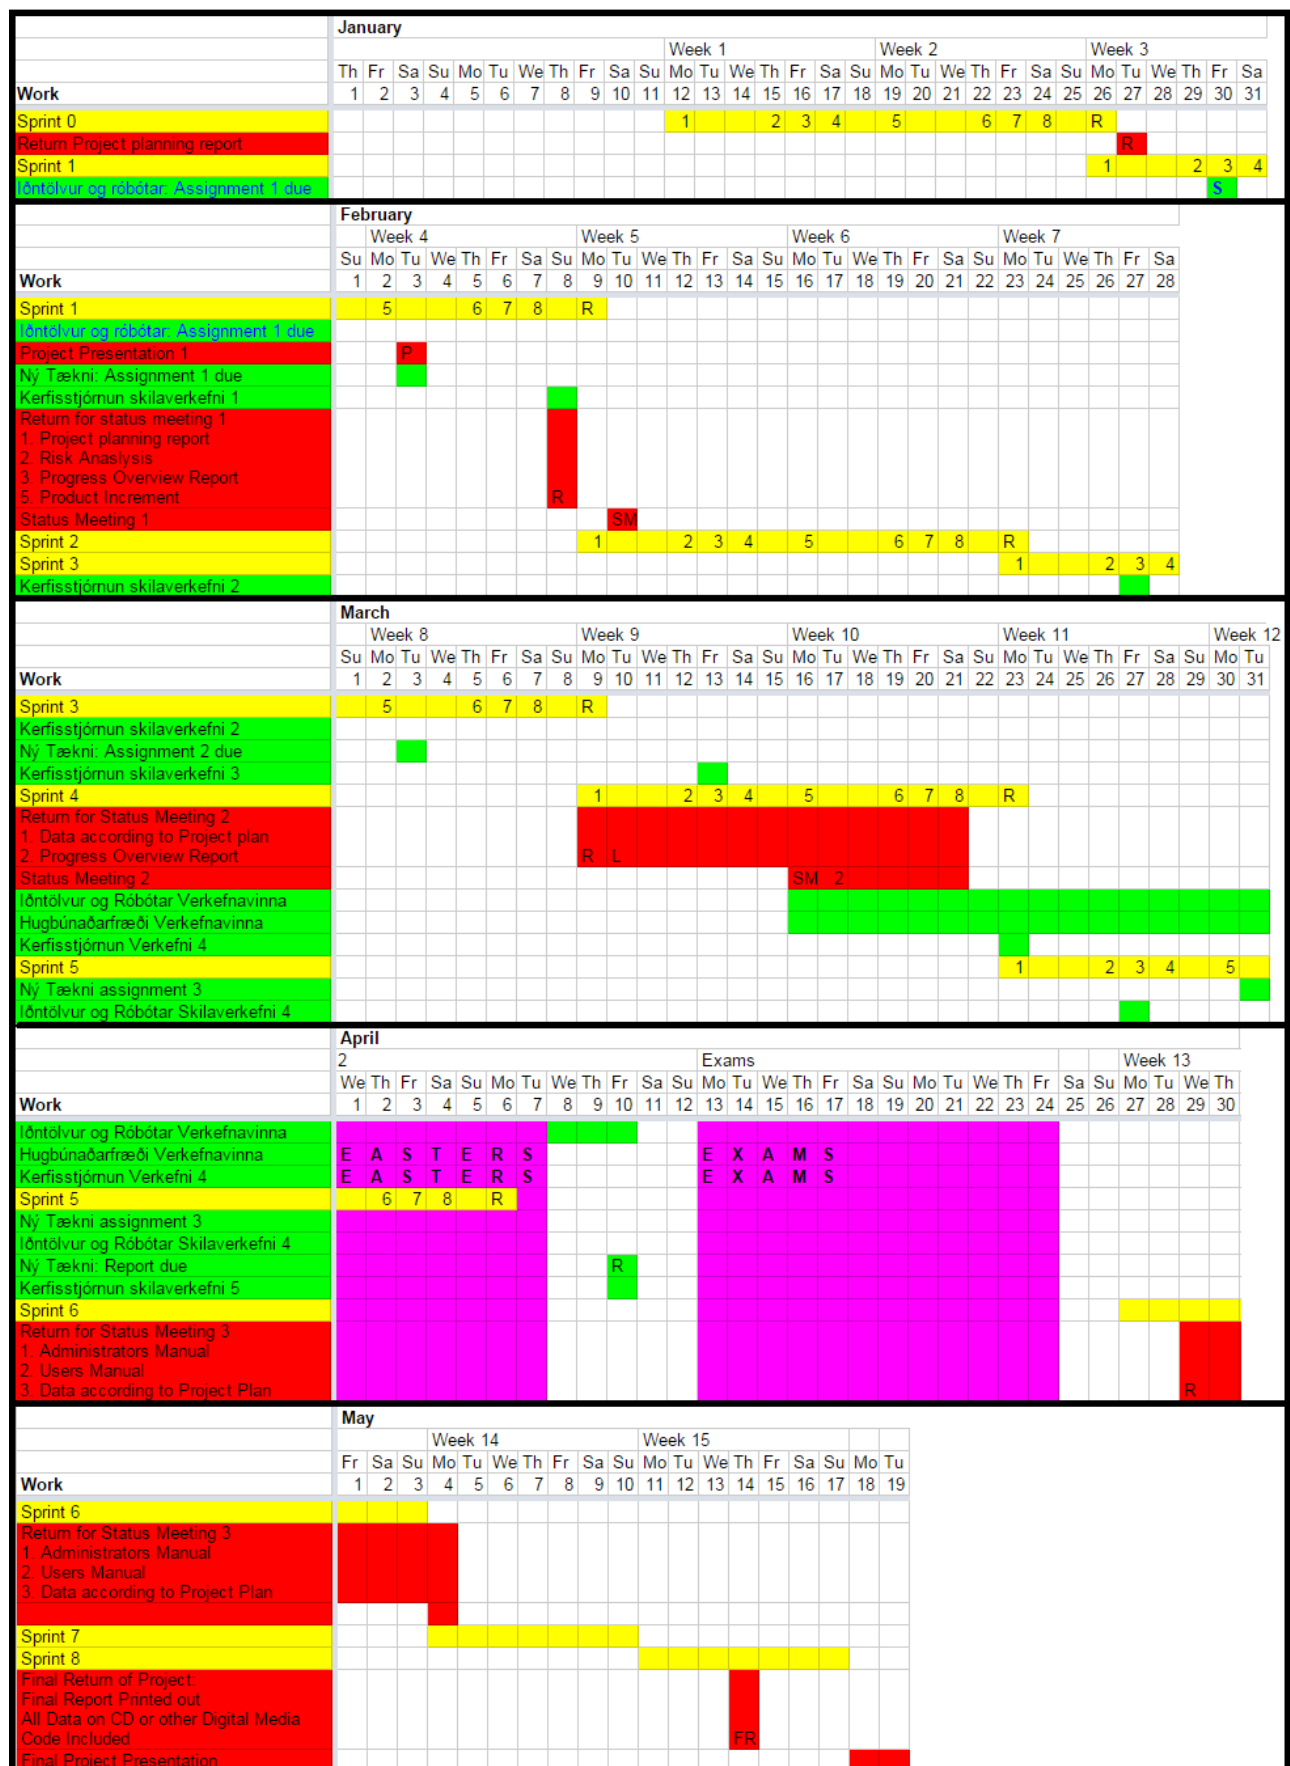 January
Week 1 Week 2 Week 3
Th Fr Sa Su Mo Tu We Th Fr Sa Su Mo Tu We Th Fr Sa Su Mo Tu We Th Fr Sa Su Mo Tu We Th Fr Sa
Work 1 2 3 4 5 6 7 8 9 10 11 12 13 14 15 16 17 18 19 20 21 22 23 24 25 26 27 28 29 30 31
Sprint 0 1 2 3 4 5 6 7 8 R
Return Project planning report R
Sprint 1 1 2 3 4
Iðntölvur og róbótar: Assignment 1 due S
February
Week 4 Week 5 Week 6 Week 7
Su Mo Tu We Th Fr Sa Su Mo Tu We Th Fr Sa Su Mo Tu We Th Fr Sa Su Mo Tu We Th Fr Sa
Work 1 2 3 4 5 6 7 8 9 10 11 12 13 14 15 16 17 18 19 20 21 22 23 24 25 26 27 28
Sprint 1 5 6 7 8 R
Iðntölvur og róbótar: Assignment 1 due
Project Presentation 1 P
Ný Tækni: Assignment 1 due
Kerfisstjórnun skilaverkefni 1
Return for status meeting 1
1. Project planning report
2. Risk Anaslysis
3. Progress Overview Report
5. Product Increment R
Status Meeting 1 SM
Sprint 2 1 2 3 4 5 6 7 8 R
Sprint 3 1 2 3 4
Kerfisstjórnun skilaverkefni 2
March
Week 8 Week 9 Week 10 Week 11 Week 12
Su Mo Tu We Th Fr Sa Su Mo Tu We Th Fr Sa Su Mo Tu We Th Fr Sa Su Mo Tu We Th Fr Sa Su Mo Tu
Work 1 2 3 4 5 6 7 8 9 10 11 12 13 14 15 16 17 18 19 20 21 22 23 24 25 26 27 28 29 30 31
Sprint 3 5 6 7 8 R
Kerfisstjórnun skilaverkefni 2
Ný Tækni: Assignment 2 due
Kerfisstjórnun skilaverkefni 3
Sprint 4 1 2 3 4 5 6 7 8 R
Return for Status Meeting 2
1. Data according to Project plan
2. Progress Overview Report R L
Status Meeting 2 SM 2
Iðntölvur og Róbótar Verkefnavinna
Hugbúnaðarfræði Verkefnavinna
Kerfisstjórnun Verkefni 4
Sprint 5 1 2 3 4 5
Ný Tækni assignment 3
Iðntölvur og Róbótar Skilaverkefni 4
April
2 Exams Week 13
We Th Fr Sa Su Mo Tu We Th Fr Sa Su Mo Tu We Th Fr Sa Su Mo Tu We Th Fr Sa Su Mo Tu We Th
Work 1 2 3 4 5 6 7 8 9 10 11 12 13 14 15 16 17 18 19 20 21 22 23 24 25 26 27 28 29 30
Iðntölvur og Róbótar Verkefnavinna
Hugbúnaðarfræði Verkefnavinna E A S T E R S E X A M S
Kerfisstjórnun Verkefni 4 E A S T E R S E X A M S
Sprint 5 6 7 8 R
Ný Tækni assignment 3
Iðntölvur og Róbótar Skilaverkefni 4
Ný Tækni: Report due R
Kerfisstjórnun skilaverkefni 5
Sprint 6
Return for Status Meeting 3
1. Administrators Manual
2. Users Manual
3. Data according to Project Plan R
May
Week 14 Week 15
Fr Sa Su Mo Tu We Th Fr Sa Su Mo Tu We Th Fr Sa Su Mo Tu
Work 1 2 3 4 5 6 7 8 9 10 11 12 13 14 15 16 17 18 19
Sprint 6
Return for Status Meeting 3
1. Administrators Manual
2. Users Manual
3. Data according to Project Plan
Sprint 7
Sprint 8
Final Return of Project:
Final Report Printed out
All Data on CD or other Digital Media
Code Included FR
Final Project Presentation